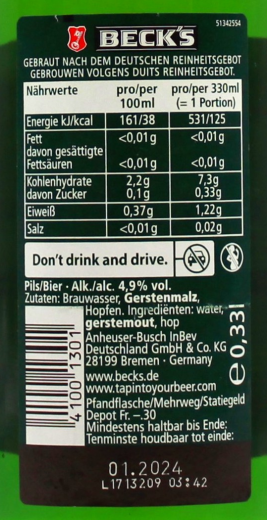 51342554
BECK'S
GEBRAUT NACH DEM DEUTSCHEN REINHEITSGEBOT
GEBROUWEN VOLGENS DUITS REINHEITSGEBOT.
Nährwerte pro/per 100ml pro/per 330ml (= 1 Portion)
Energie kJ/kcal 161/38 531/125
Fett <0,01g <0,01g
davon gesättigte
Fettsäuren <0,01g <0,01g
Kohlenhydrate 2,2g 7,3g
davon Zucker 0,1g 0,33g
Eiweiß 0,37g 1,22g
Salz <0,01g 0,02g
Don't drink and drive.
Pils/Bier · Alk./alc. 4,9% vol.
Zutaten: Brauwasser, Gerstenmalz,
Hopfen. Ingrediënten: water,
gerstemout, hop
Anheuser-Busch InBev
Deutschland GmbH & Co. KG
28199 Bremen · Germany
www.becks.de
www.tapintoyourbeer.com
Pfandflasche/Mehrweg/Statiegeld
Depot Fr. –.30
Mindestens haltbar bis Ende:
Tenminste houdbaar tot einde:
4100 1301
e 0,33l
01.2024
L1713209 03:42